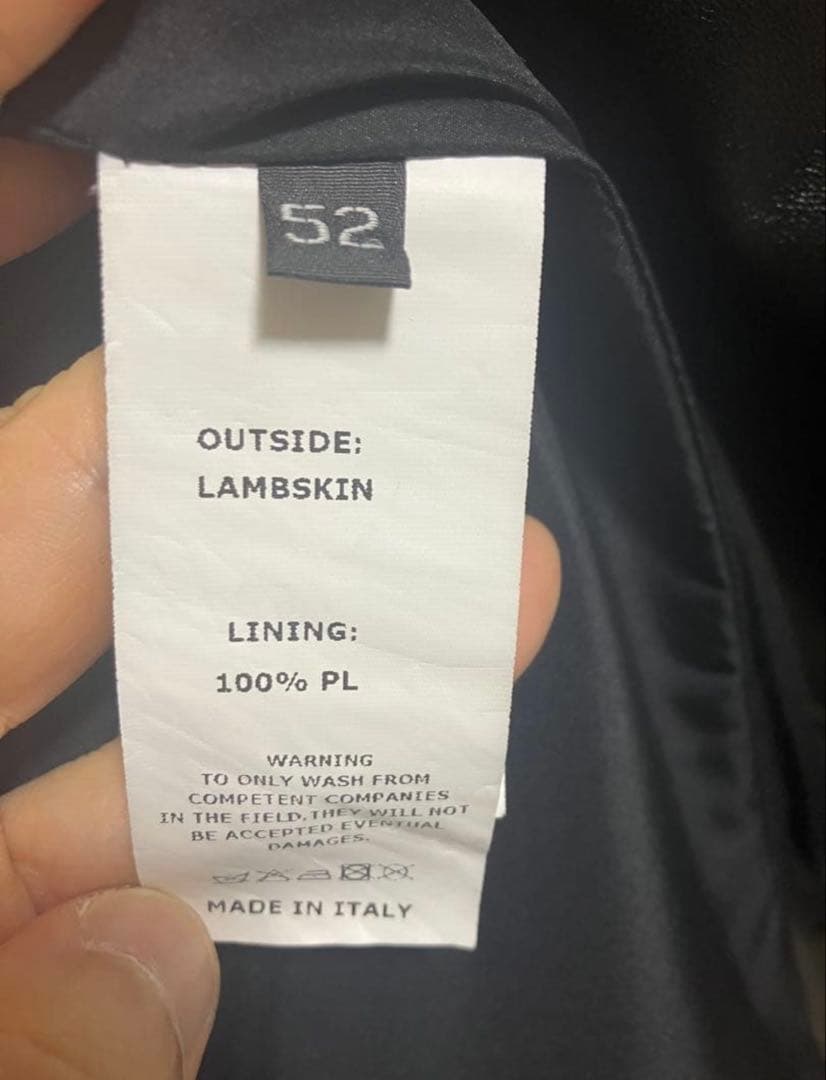 52
OUTSIDE:
LAMBSKIN
LINING:
100% PL
WARNING
TO ONLY WASH FROM
COMPETENT COMPANIES
IN THE FIELD, THEY WILL NOT
BE ACCEPTED EVENTUAL
DAMAGES.
MADE IN ITALY